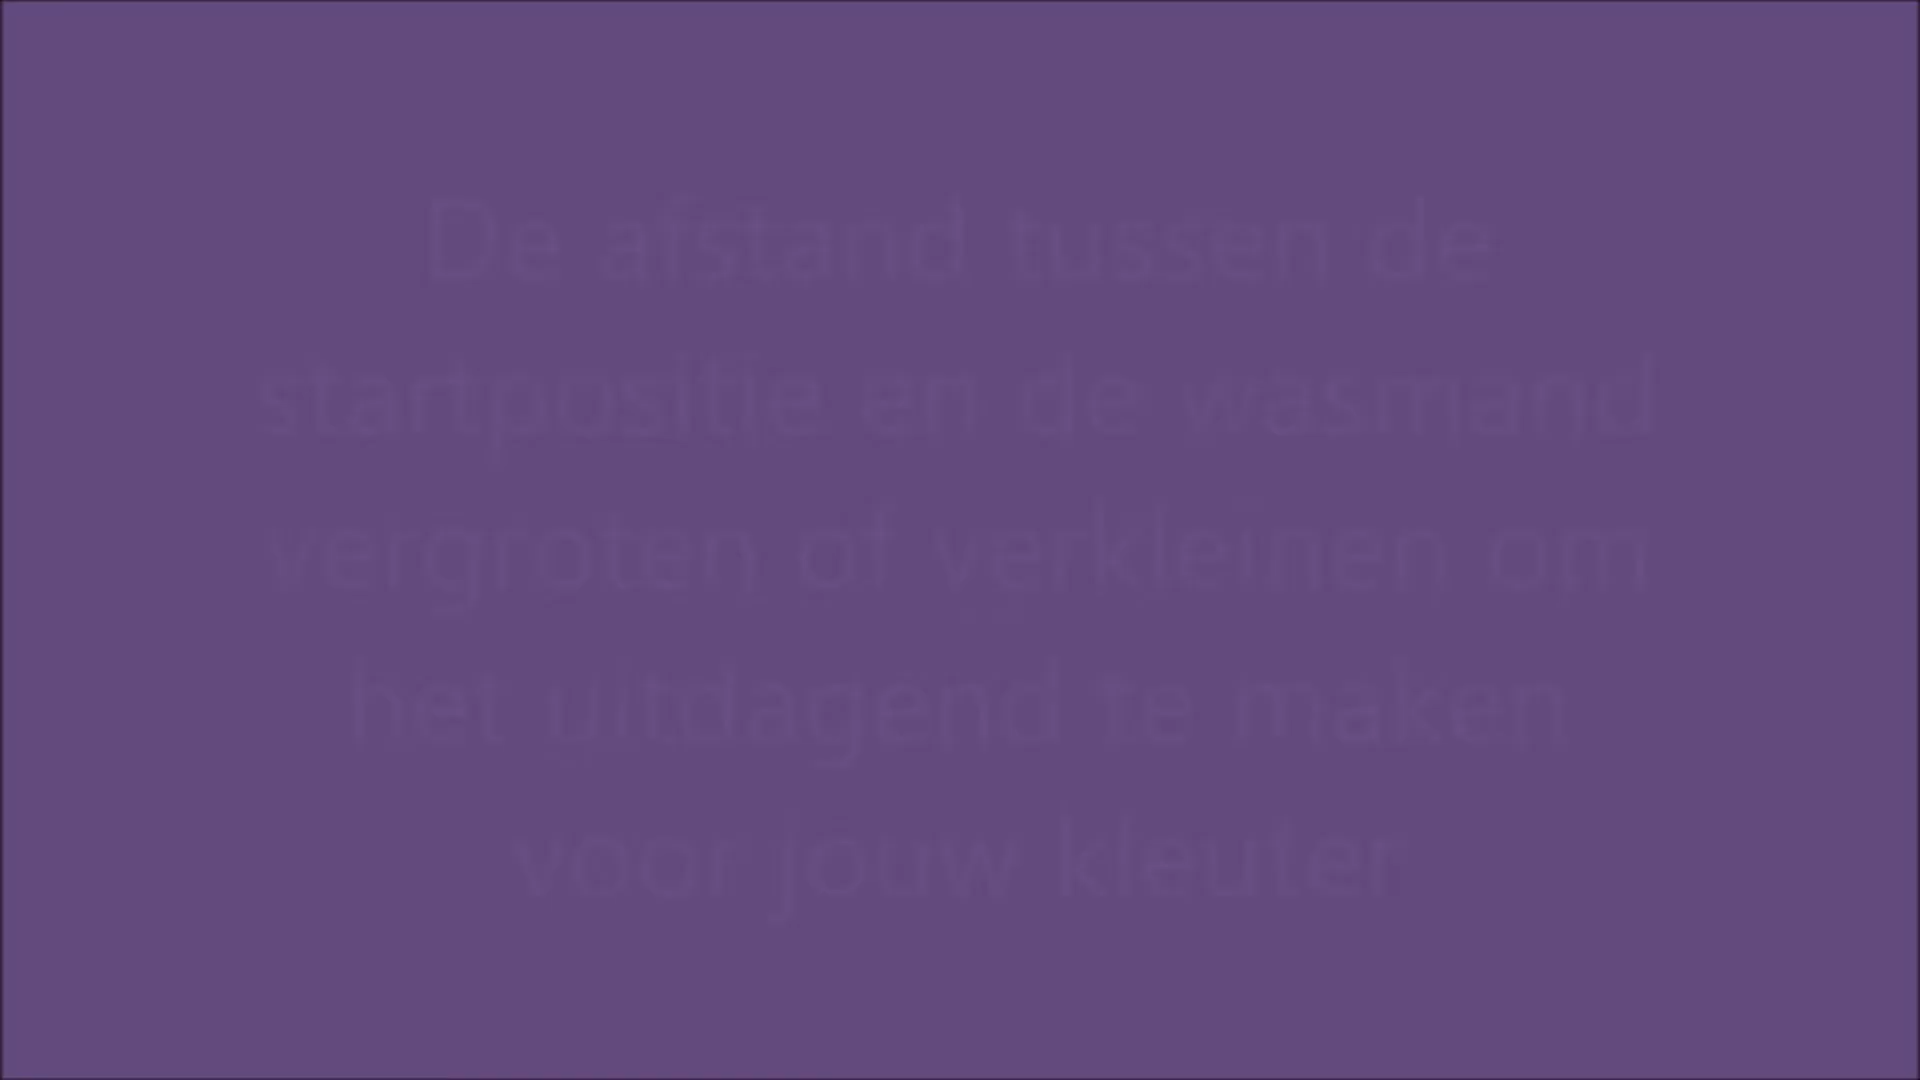 De afstand tussen de
startpositie en de wasmand
vergroten of verkleinen om
het uitdagend te maken
voor jouw kleuter